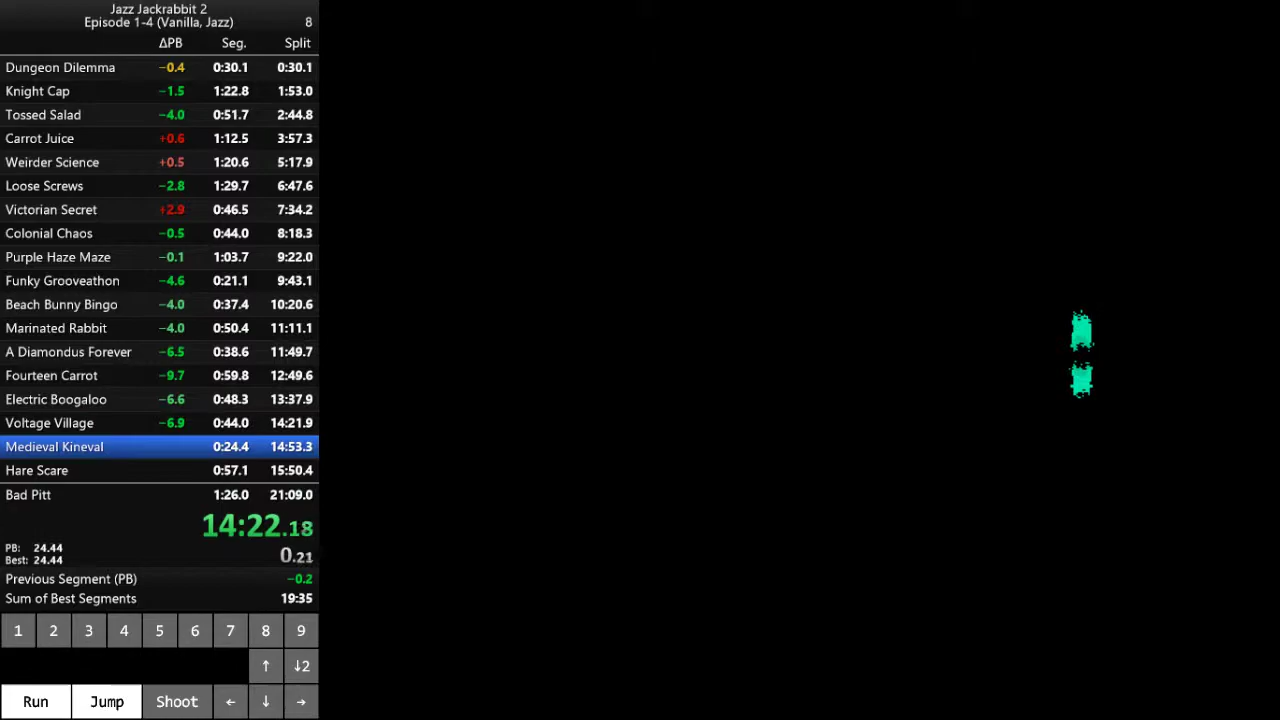 Jazz Jackrabbit 2
Episode 1-4 (Vanilla, Jazz) 8
ΔPB Seg. Split
Dungeon Dilemma −0.4 0:30.1 0:30.1
Knight Cap −1.5 1:22.8 1:53.0
Tossed Salad −4.0 0:51.7 2:44.8
Carrot Juice +0.6 1:12.5 3:57.3
Weirder Science +0.5 1:20.6 5:17.9
Loose Screws −2.8 1:29.7 6:47.6
Victorian Secret +2.9 0:46.5 7:34.2
Colonial Chaos −0.5 0:44.0 8:18.3
Purple Haze Maze −0.1 1:03.7 9:22.0
Funky Grooveathon −4.6 0:21.1 9:43.1
Beach Bunny Bingo −4.0 0:37.4 10:20.6
Marinated Rabbit −4.0 0:50.4 11:11.1
A Diamondus Forever −6.5 0:38.6 11:49.7
Fourteen Carrot −9.7 0:59.8 12:49.6
Electric Boogaloo −6.6 0:48.3 13:37.9
Voltage Village −6.9 0:44.0 14:21.9
Medieval Kineval 0:24.4 14:53.3
Hare Scare 0:57.1 15:50.4
Bad Pitt 1:26.0 21:09.0
14:22.18
PB: 24.44
Best: 24.44 0.21
Previous Segment (PB) −0.2
Sum of Best Segments 19:35
1 2 3 4 5 6 7 8 9
↑ ↓2
Run Jump Shoot ← ↓ →